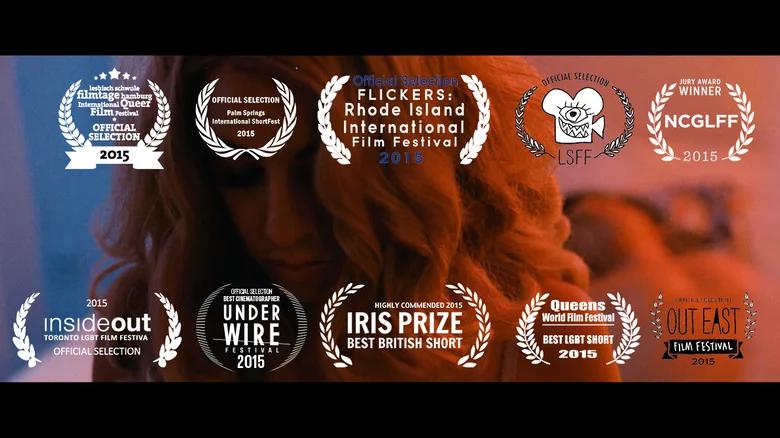 lesbisch schwule
filmtage hamburg
International Queer
Film Festival
OFFICIAL
SELECTION
2015
OFFICIAL SELECTION
Palm Springs
International ShortFest
2015
Official Selection
FLICKERS:
Rhode Island
International
Film Festival
2015
OFFICIAL SELECTION
LSFF
JURY AWARD
WINNER
NCGLFF
2015
2015
insideout
TORONTO LGBT FILM FESTIVA
OFFICIAL SELECTION
OFFICIAL SELECTION
BEST CINEMATOGRAPHER
UNDER
WIRE
FESTIVAL
2015
HIGHLY COMMENDED 2015
IRIS PRIZE
BEST BRITISH SHORT
Queens
World Film Festival
BEST LGBT SHORT
2015
OFFICIAL SELECTION
OUT EAST
FILM FESTIVAL
2015